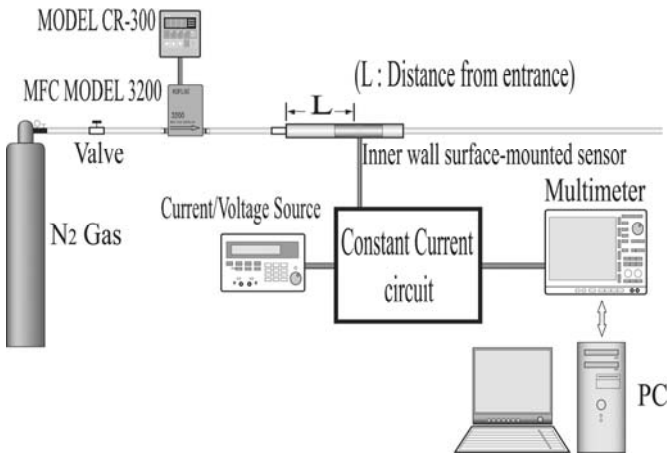 MODEL CR-300
MFC MODEL 3200
3200
(L : Distance from entrance)
L
Valve
Inner wall surface-mounted sensor
N2 Gas
Current/Voltage Source
Constant Current
circuit
Multimeter
PC